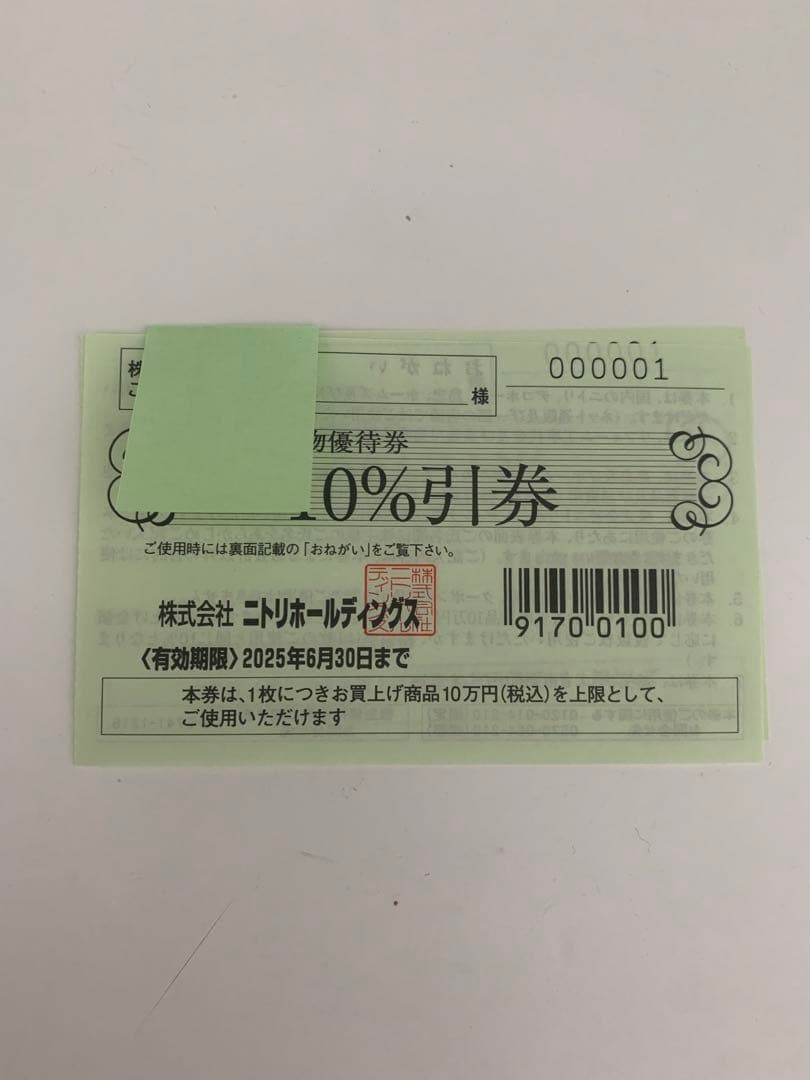 株
ご
様
000001
物優待券
10%引券
ご使用時には裏面記載の「おねがい」をご覧下さい。
株式会社 ニトリホールディングス
9170 0100
〈有効期限〉2025年6月30日まで
本券は、1枚につきお買上げ商品10万円(税込)を上限として、
ご使用いただけます